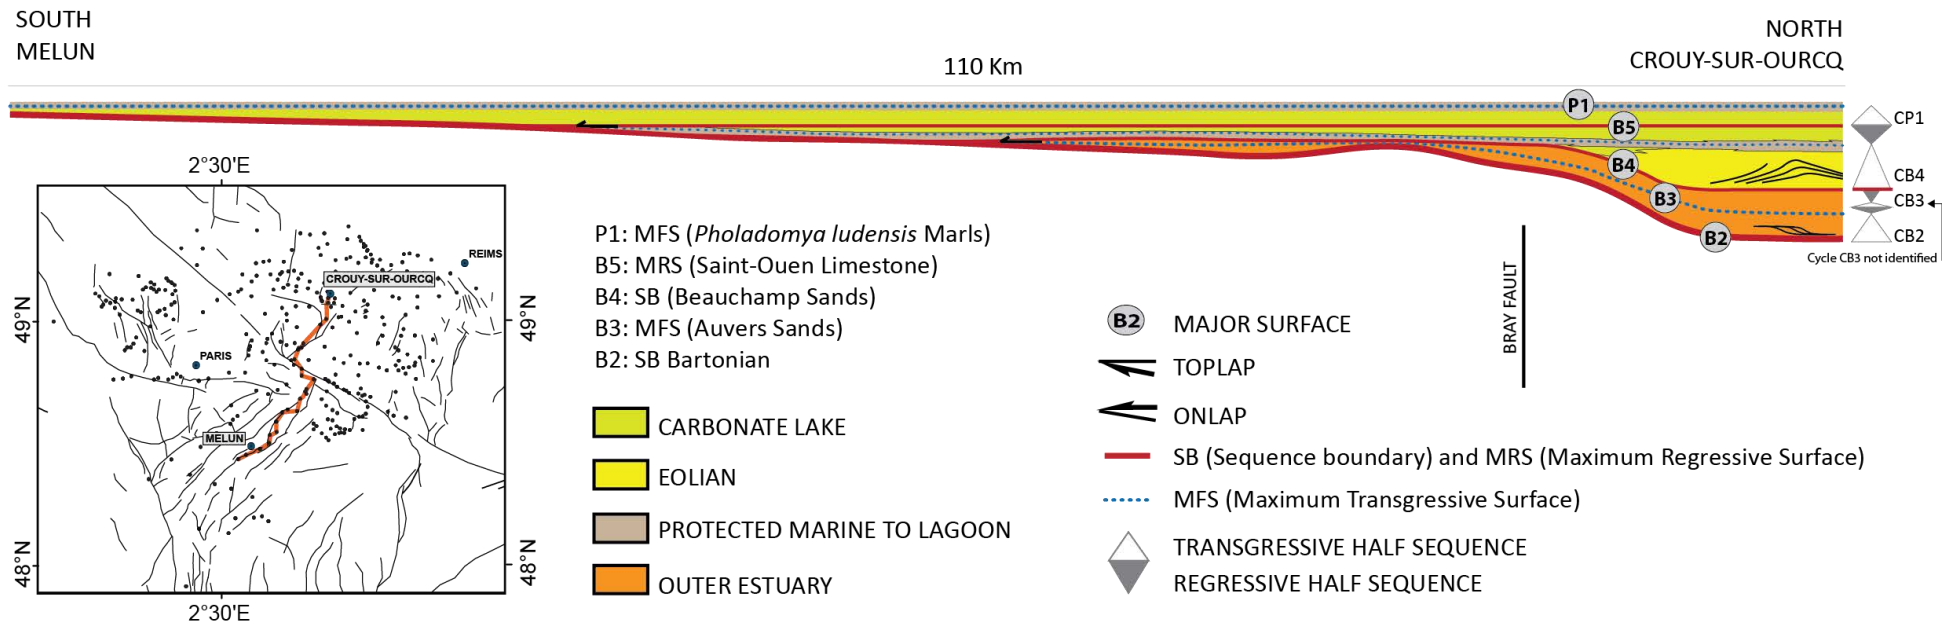 SOUTH
MELUN
NORTH
CROUY-SUR-OURCQ
110 Km
P1
B5
B4
B3
B2
CP1
CB4
CB3
CB2
Cycle CB3 not identified
2°30'E
49°N
48°N
49°N
48°N
2°30'E
REIMS
CROUY-SUR-OURCQ
PARIS
MELUN
P1: MFS (Pholadomya ludensis Marls)
B5: MRS (Saint-Ouen Limestone)
B4: SB (Beauchamp Sands)
B3: MFS (Auvers Sands)
B2: SB Bartonian
CARBONATE LAKE
EOLIAN
PROTECTED MARINE TO LAGOON
OUTER ESTUARY
BRAY FAULT
B2 MAJOR SURFACE
TOPLAP
ONLAP
SB (Sequence boundary) and MRS (Maximum Regressive Surface)
MFS (Maximum Transgressive Surface)
TRANSGRESSIVE HALF SEQUENCE
REGRESSIVE HALF SEQUENCE